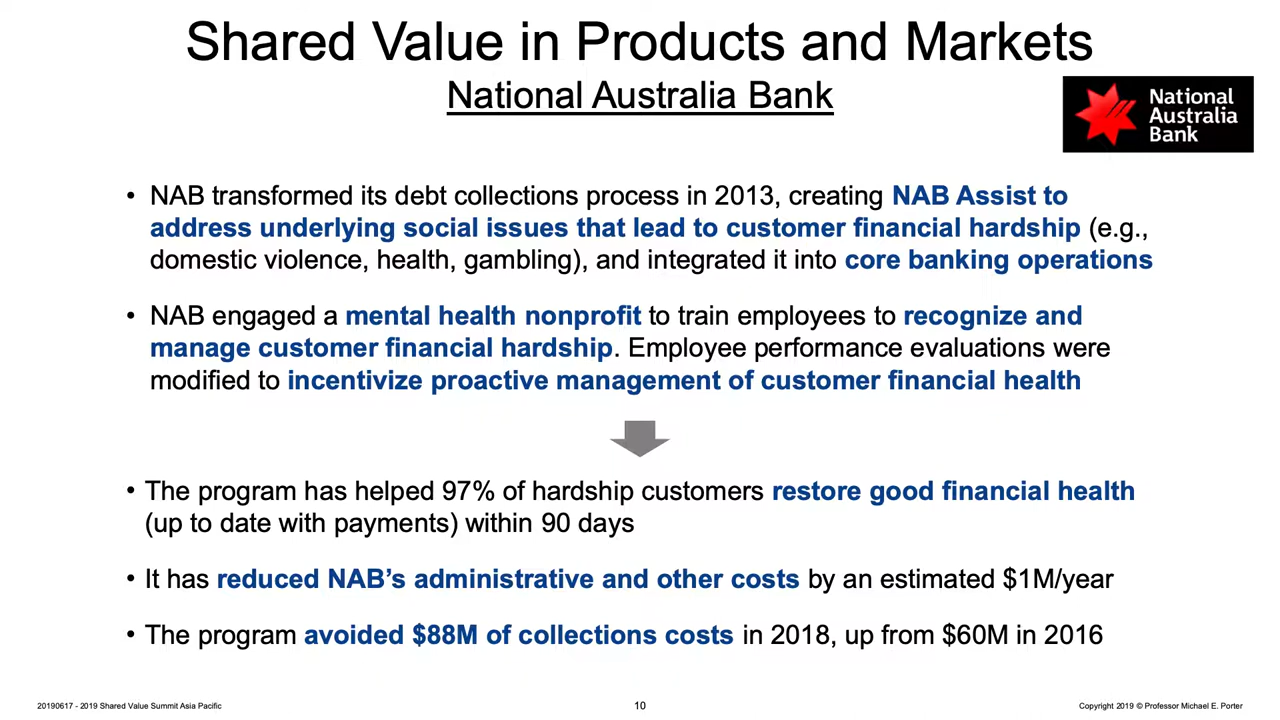 Shared Value in Products and Markets
National Australia Bank
National
Australia
Bank
• NAB transformed its debt collections process in 2013, creating NAB Assist to
address underlying social issues that lead to customer financial hardship (e.g.,
domestic violence, health, gambling), and integrated it into core banking operations
• NAB engaged a mental health nonprofit to train employees to recognize and
manage customer financial hardship. Employee performance evaluations were
modified to incentivize proactive management of customer financial health
• The program has helped 97% of hardship customers restore good financial health
(up to date with payments) within 90 days
• It has reduced NAB’s administrative and other costs by an estimated $1M/year
• The program avoided $88M of collections costs in 2018, up from $60M in 2016
20190617 - 2019 Shared Value Summit Asia Pacific
10
Copyright 2019 © Professor Michael E. Porter